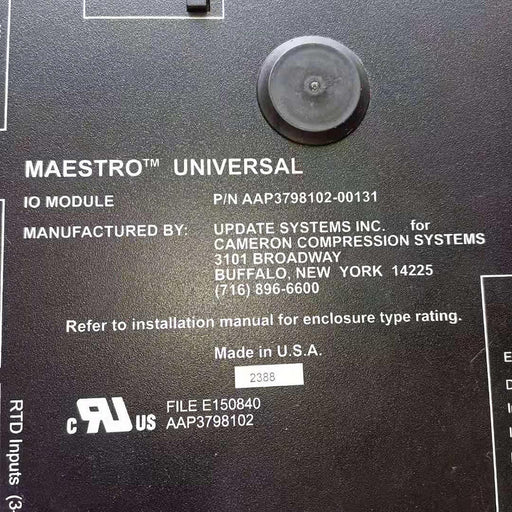 MAESTRO™ UNIVERSAL
IO MODULE P/N AAP3798102-00131
MANUFACTURED BY: UPDATE SYSTEMS INC. for
CAMERON COMPRESSION SYSTEMS
3101 BROADWAY
BUFFALO, NEW YORK 14225
(716) 896-6600
Refer to installation manual for enclosure type rating.
Made in U.S.A.
2388
c RU US FILE E150840
AAP3798102
RTD Inputs (3-
E
D